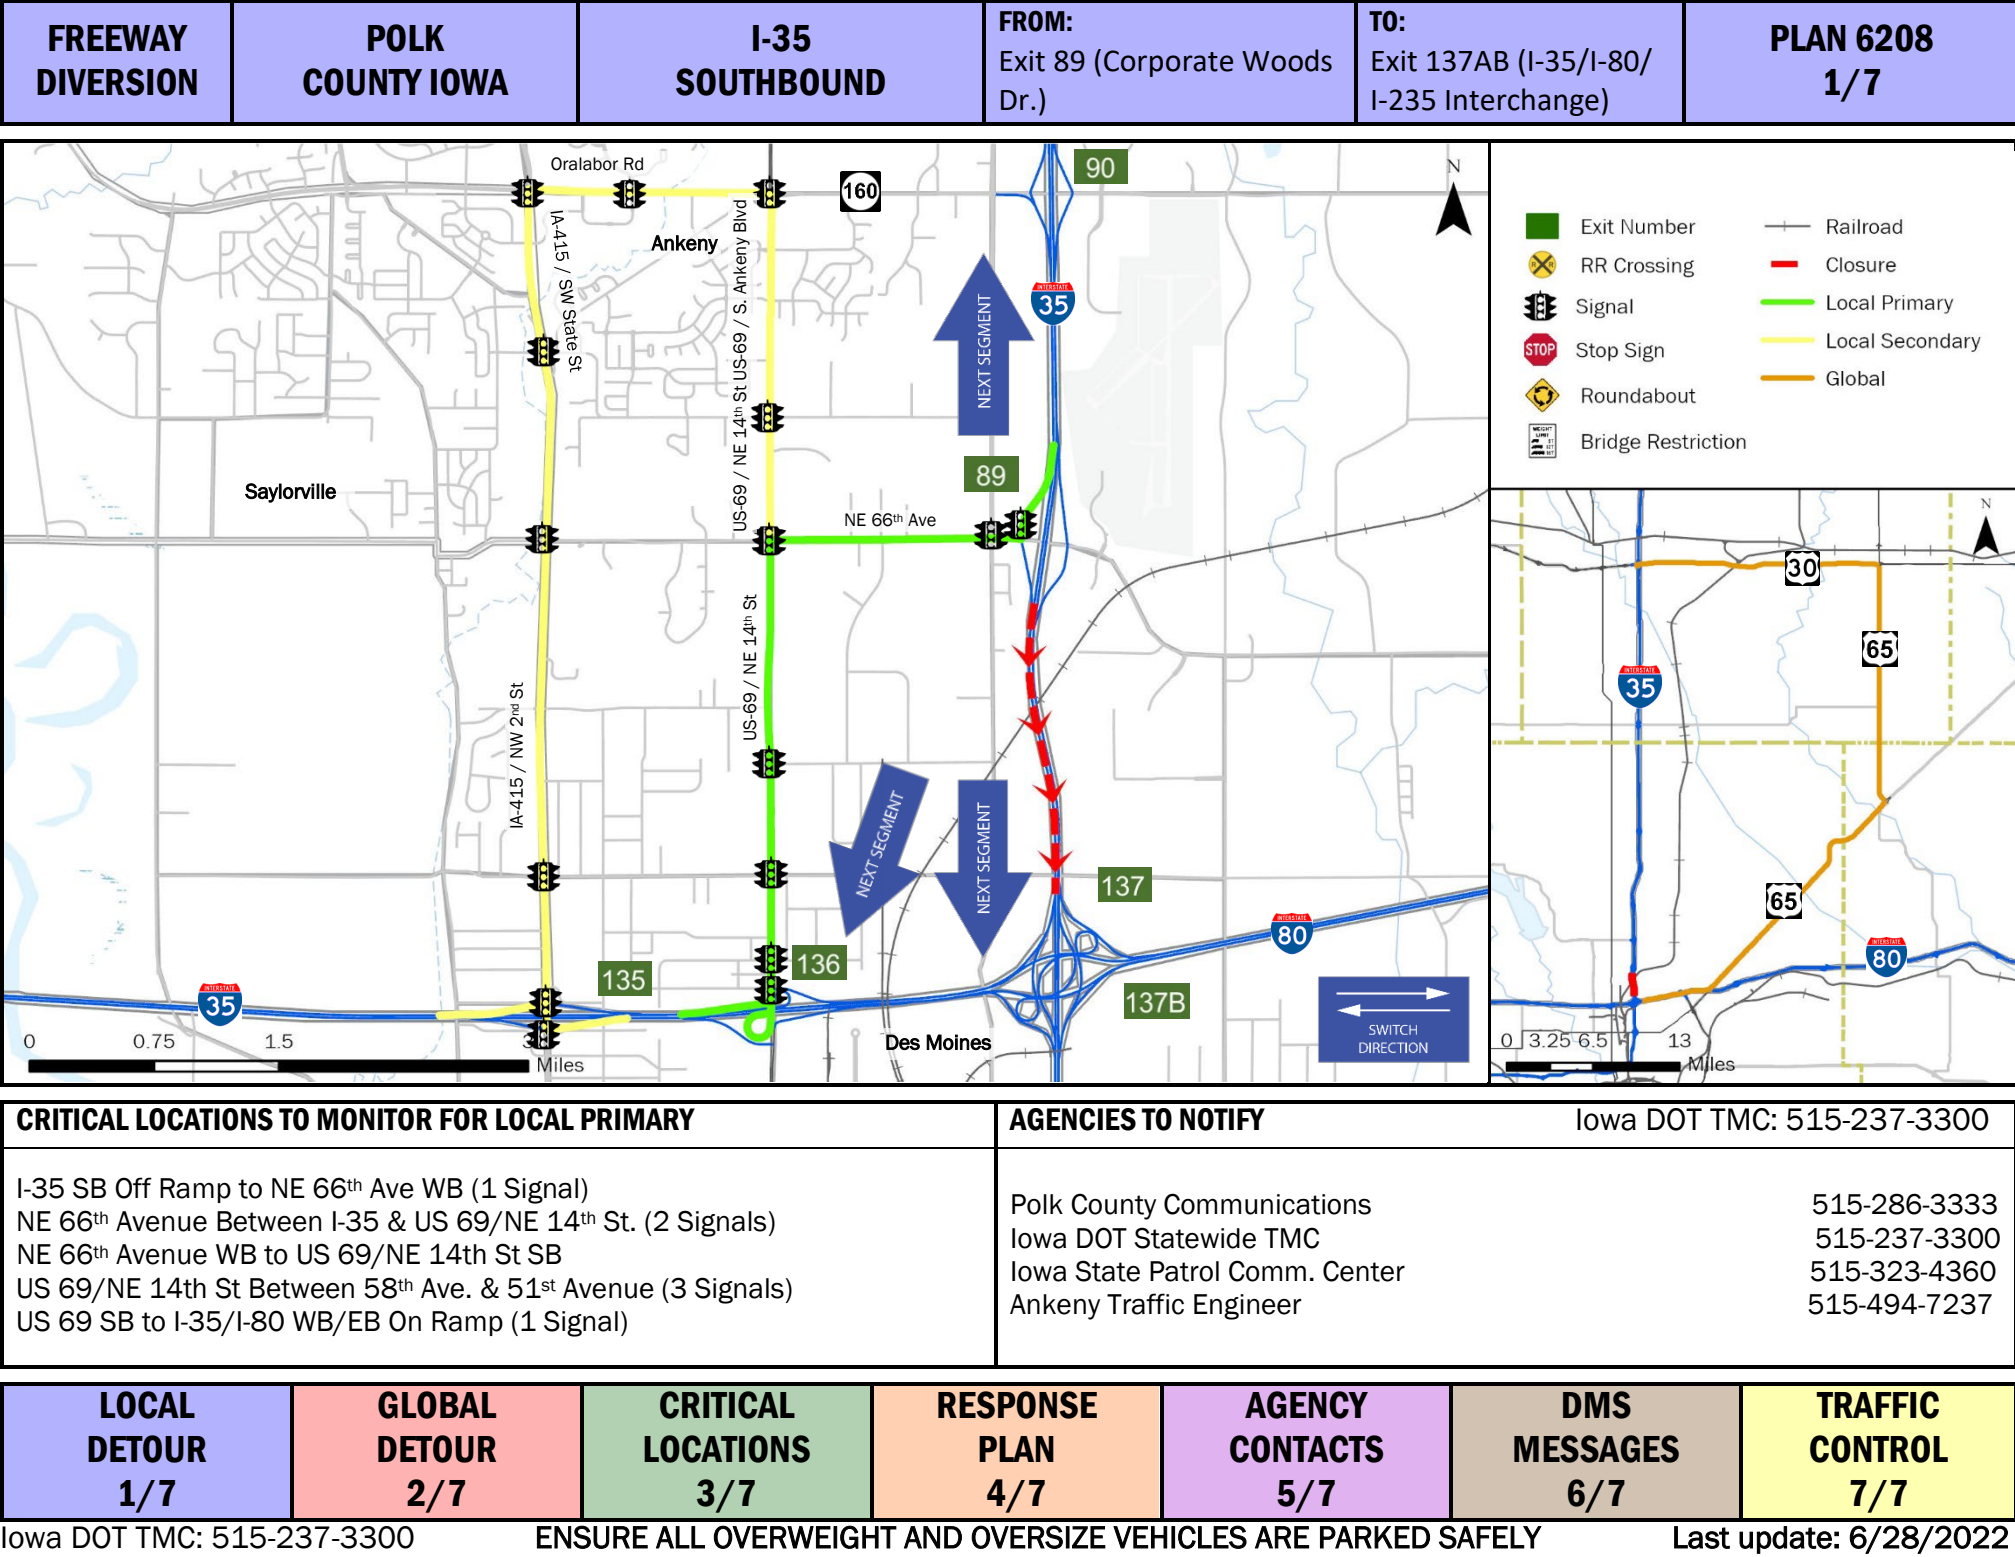 FREEWAY
DIVERSION
POLK
COUNTY IOWA
I-35
SOUTHBOUND
FROM:
Exit 89 (Corporate Woods
Dr.)
TO:
Exit 137AB (I-35/I-80/
I-235 Interchange)
PLAN 6208
1/7
Oralabor Rd
160
90
N
Ankeny
IA-415 / SW State St
US-69 / NE 14th St US-69 / S. Ankeny Blvd
INTERSTATE
35
NEXT SEGMENT
89
Saylorville
NE 66th Ave
US-69 / NE 14th St
IA-415 / NW 2nd St
NEXT SEGMENT
NEXT SEGMENT
137
INTERSTATE
80
136
135
137B
INTERSTATE
35
Des Moines
SWITCH
DIRECTION
0 0.75 1.5 3
Miles
Exit Number
RR Crossing
Signal
STOP
Stop Sign
Roundabout
WEIGHT
LIMIT
Bridge Restriction
Railroad
Closure
Local Primary
Local Secondary
Global
N
30
65
INTERSTATE
35
65
INTERSTATE
80
0 3.25 6.5 13
Miles
CRITICAL LOCATIONS TO MONITOR FOR LOCAL PRIMARY
I-35 SB Off Ramp to NE 66th Ave WB (1 Signal)
NE 66th Avenue Between I-35 & US 69/NE 14th St. (2 Signals)
NE 66th Avenue WB to US 69/NE 14th St SB
US 69/NE 14th St Between 58th Ave. & 51st Avenue (3 Signals)
US 69 SB to I-35/I-80 WB/EB On Ramp (1 Signal)
AGENCIES TO NOTIFY Iowa DOT TMC: 515-237-3300
Polk County Communications 515-286-3333
Iowa DOT Statewide TMC 515-237-3300
Iowa State Patrol Comm. Center 515-323-4360
Ankeny Traffic Engineer 515-494-7237
LOCAL
DETOUR
1/7
GLOBAL
DETOUR
2/7
CRITICAL
LOCATIONS
3/7
RESPONSE
PLAN
4/7
AGENCY
CONTACTS
5/7
DMS
MESSAGES
6/7
TRAFFIC
CONTROL
7/7
Iowa DOT TMC: 515-237-3300 ENSURE ALL OVERWEIGHT AND OVERSIZE VEHICLES ARE PARKED SAFELY Last update: 6/28/2022